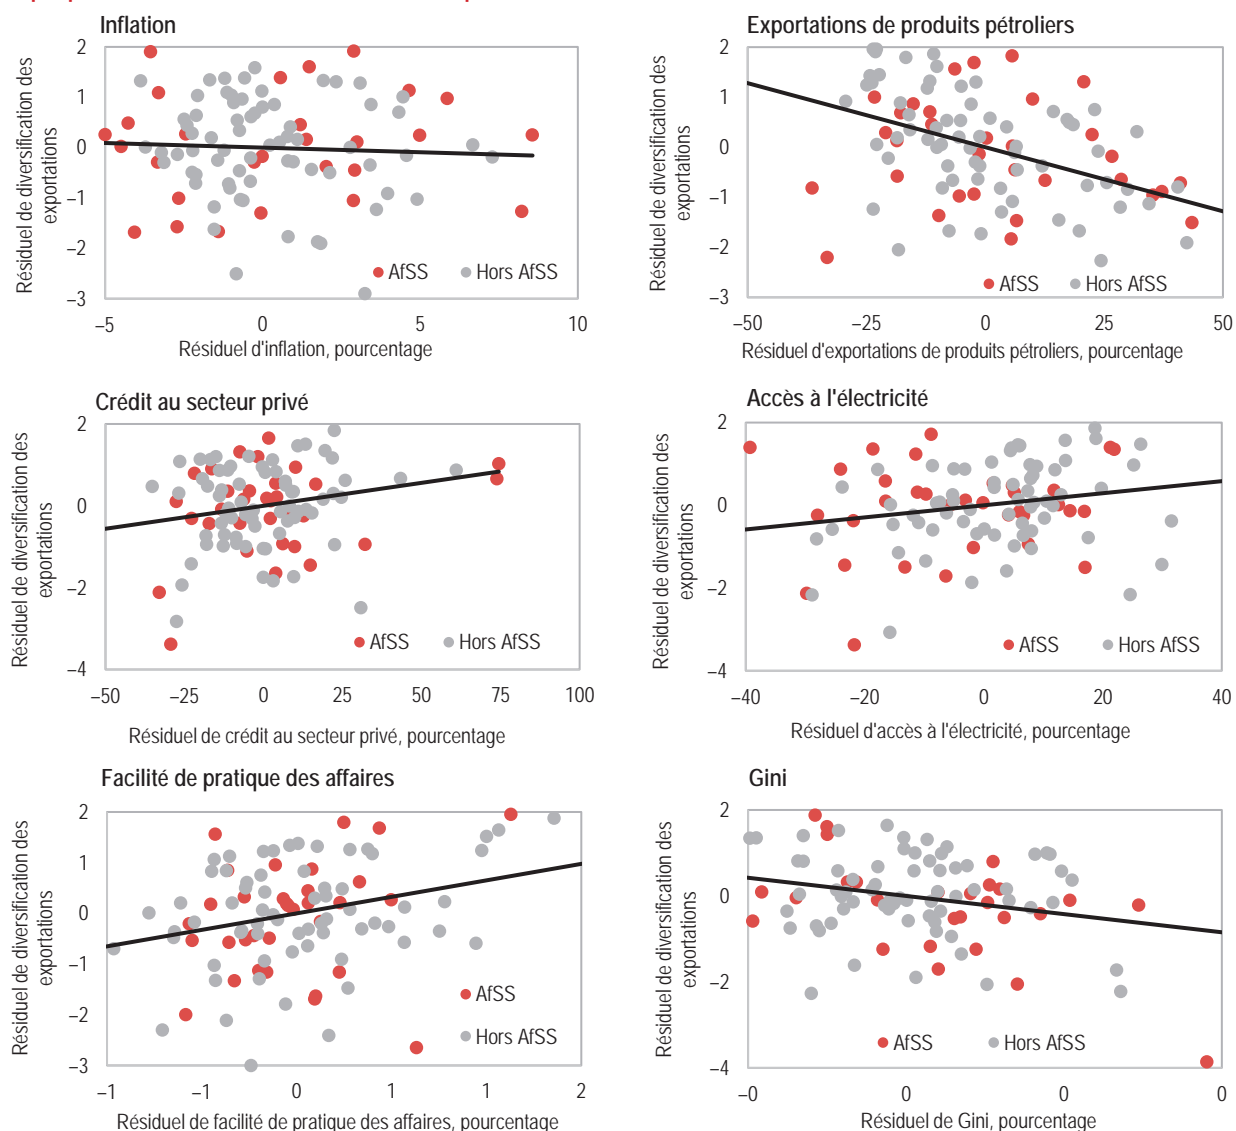 Inflation
Résiduel de diversification des
exportations
2
1
0
−1
−2
−3
AfSS
Hors AfSS
−5
0
5
10
Résiduel d'inflation, pourcentage
Exportations de produits pétroliers
Résiduel de diversification des
exportations
2
1
0
−1
−2
−3
AfSS
Hors AfSS
−50
−25
0
25
50
Résiduel d'exportations de produits pétroliers, pourcentage
Crédit au secteur privé
Résiduel de diversification des
exportations
2
0
−2
−4
AfSS
Hors AfSS
−50
−25
0
25
50
75
100
Résiduel de crédit au secteur privé, pourcentage
Accès à l'électricité
Résiduel de diversification des
exportations
2
0
−2
−4
AfSS
Hors AfSS
−40
−20
0
20
40
Résiduel d'accès à l'électricité, pourcentage
Facilité de pratique des affaires
Résiduel de diversification des
exportations
2
1
0
−1
−2
−3
AfSS
Hors AfSS
−1
−1
0
1
1
2
Résiduel de facilité de pratique des affaires, pourcentage
Gini
Résiduel de diversification des
exportations
2
0
−2
−4
AfSS
Hors AfSS
−0
0
0
0
Résiduel de Gini, pourcentage